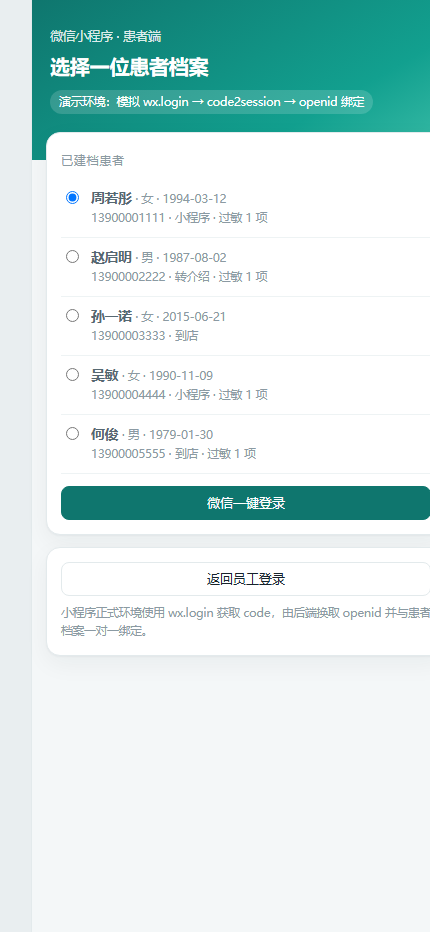 微信小程序 · 患者端
选择一位患者档案
演示环境：模拟 wx.login → code2session → openid 绑定
已建档患者
周若彤 · 女 · 1994-03-12
13900001111 · 小程序 · 过敏 1 项
赵启明 · 男 · 1987-08-02
13900002222 · 转介绍 · 过敏 1 项
孙一诺 · 女 · 2015-06-21
13900003333 · 到店
吴敏 · 女 · 1990-11-09
13900004444 · 小程序 · 过敏 1 项
何俊 · 男 · 1979-01-30
13900005555 · 到店 · 过敏 1 项
微信一键登录
返回员工登录
小程序正式环境使用 wx.login 获取 code，由后端换取 openid 并与患者
档案一对一绑定。